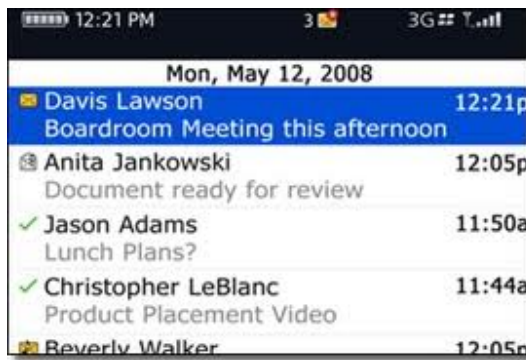 12:21 PM 3 3G
Mon, May 12, 2008
Davis Lawson 12:21p
Boardroom Meeting this afternoon
Anita Jankowski 12:05p
Document ready for review
Jason Adams 11:50a
Lunch Plans?
Christopher LeBlanc 11:44a
Product Placement Video
Beverly Walker 12:05p